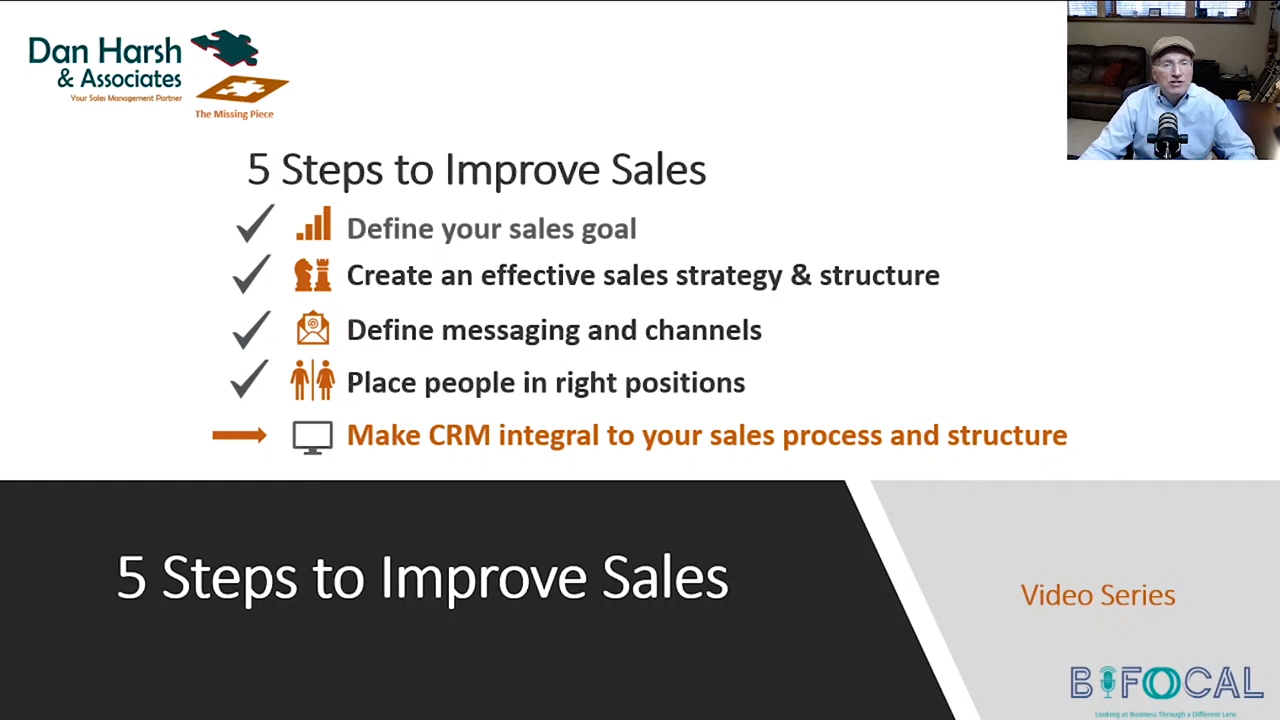 Dan Harsh
& Associates
Your Sales Management Partner
The Missing Piece
5 Steps to Improve Sales
Define your sales goal
Create an effective sales strategy & structure
Define messaging and channels
Place people in right positions
Make CRM integral to your sales process and structure
5 Steps to Improve Sales
Video Series
BIFOCAL
Looking at Business Through a Different Lens